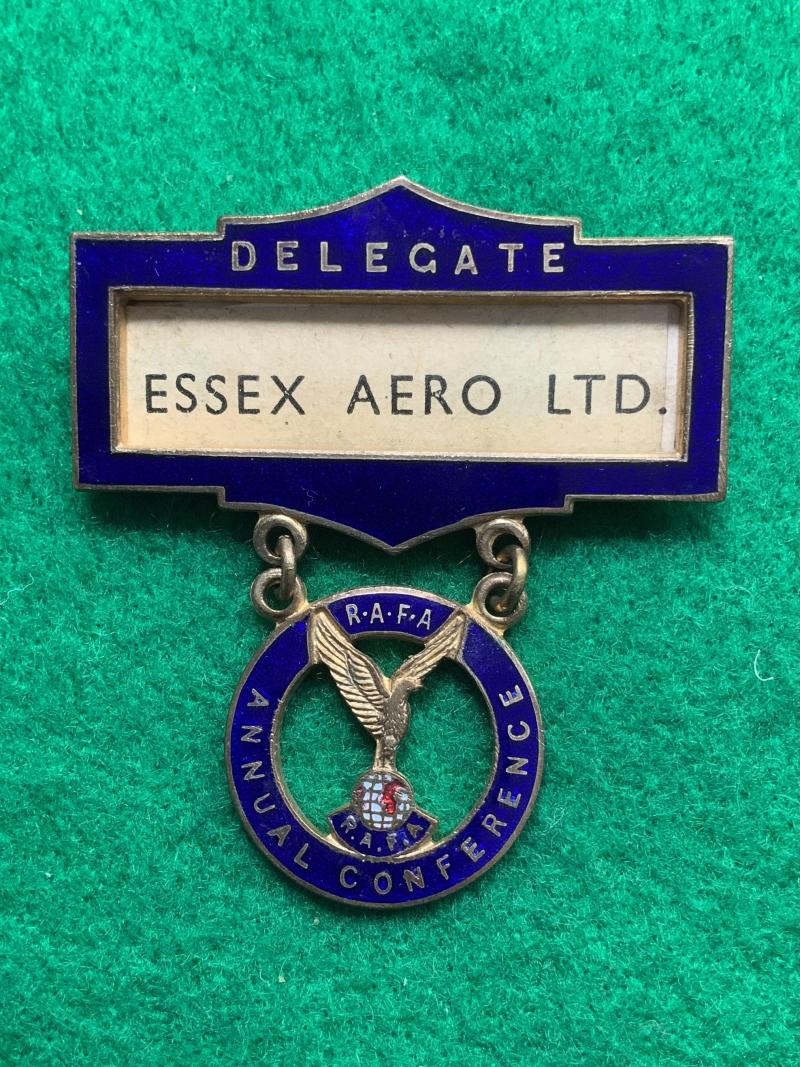 DELEGATE
ESSEX AERO LTD.
R·A·F·A
ANNUAL CONFERENCE
R.A.F.A